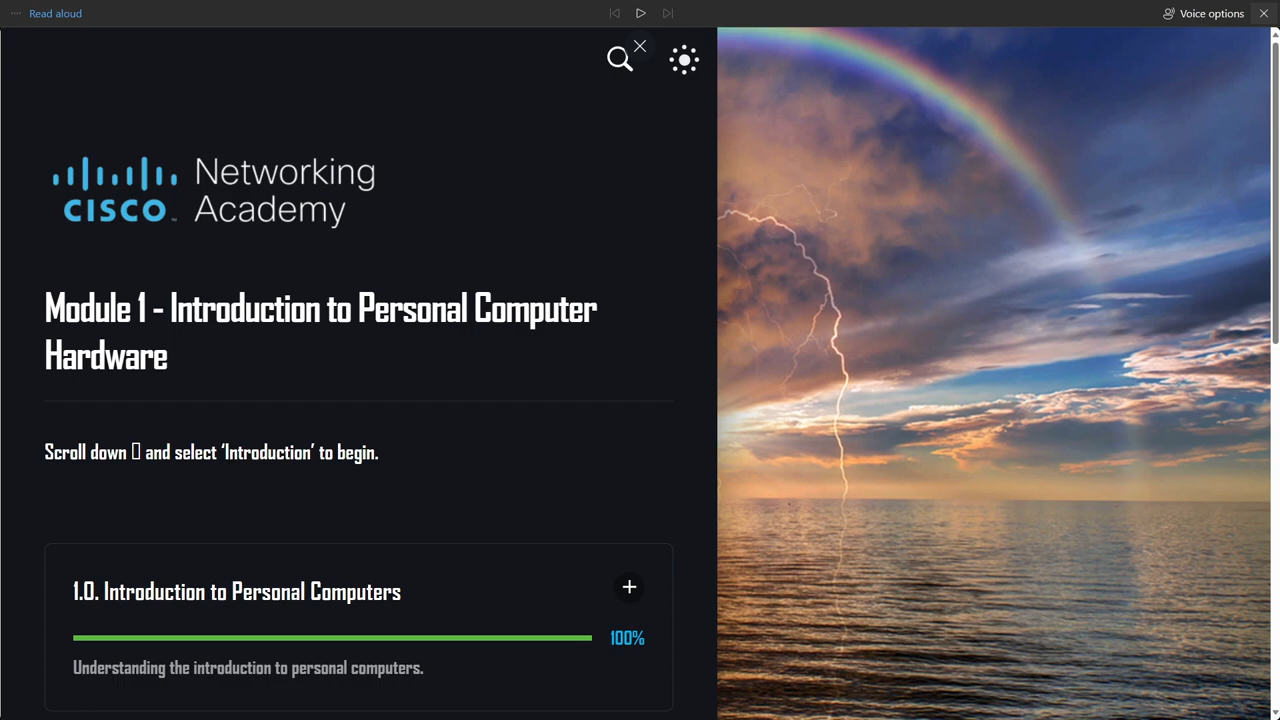 Read aloud
Voice options
Networking
Academy
CISCO
Module 1 - Introduction to Personal Computer
Hardware
Scroll down ▯ and select ‘Introduction’ to begin.
1.0. Introduction to Personal Computers
100%
Understanding the introduction to personal computers.